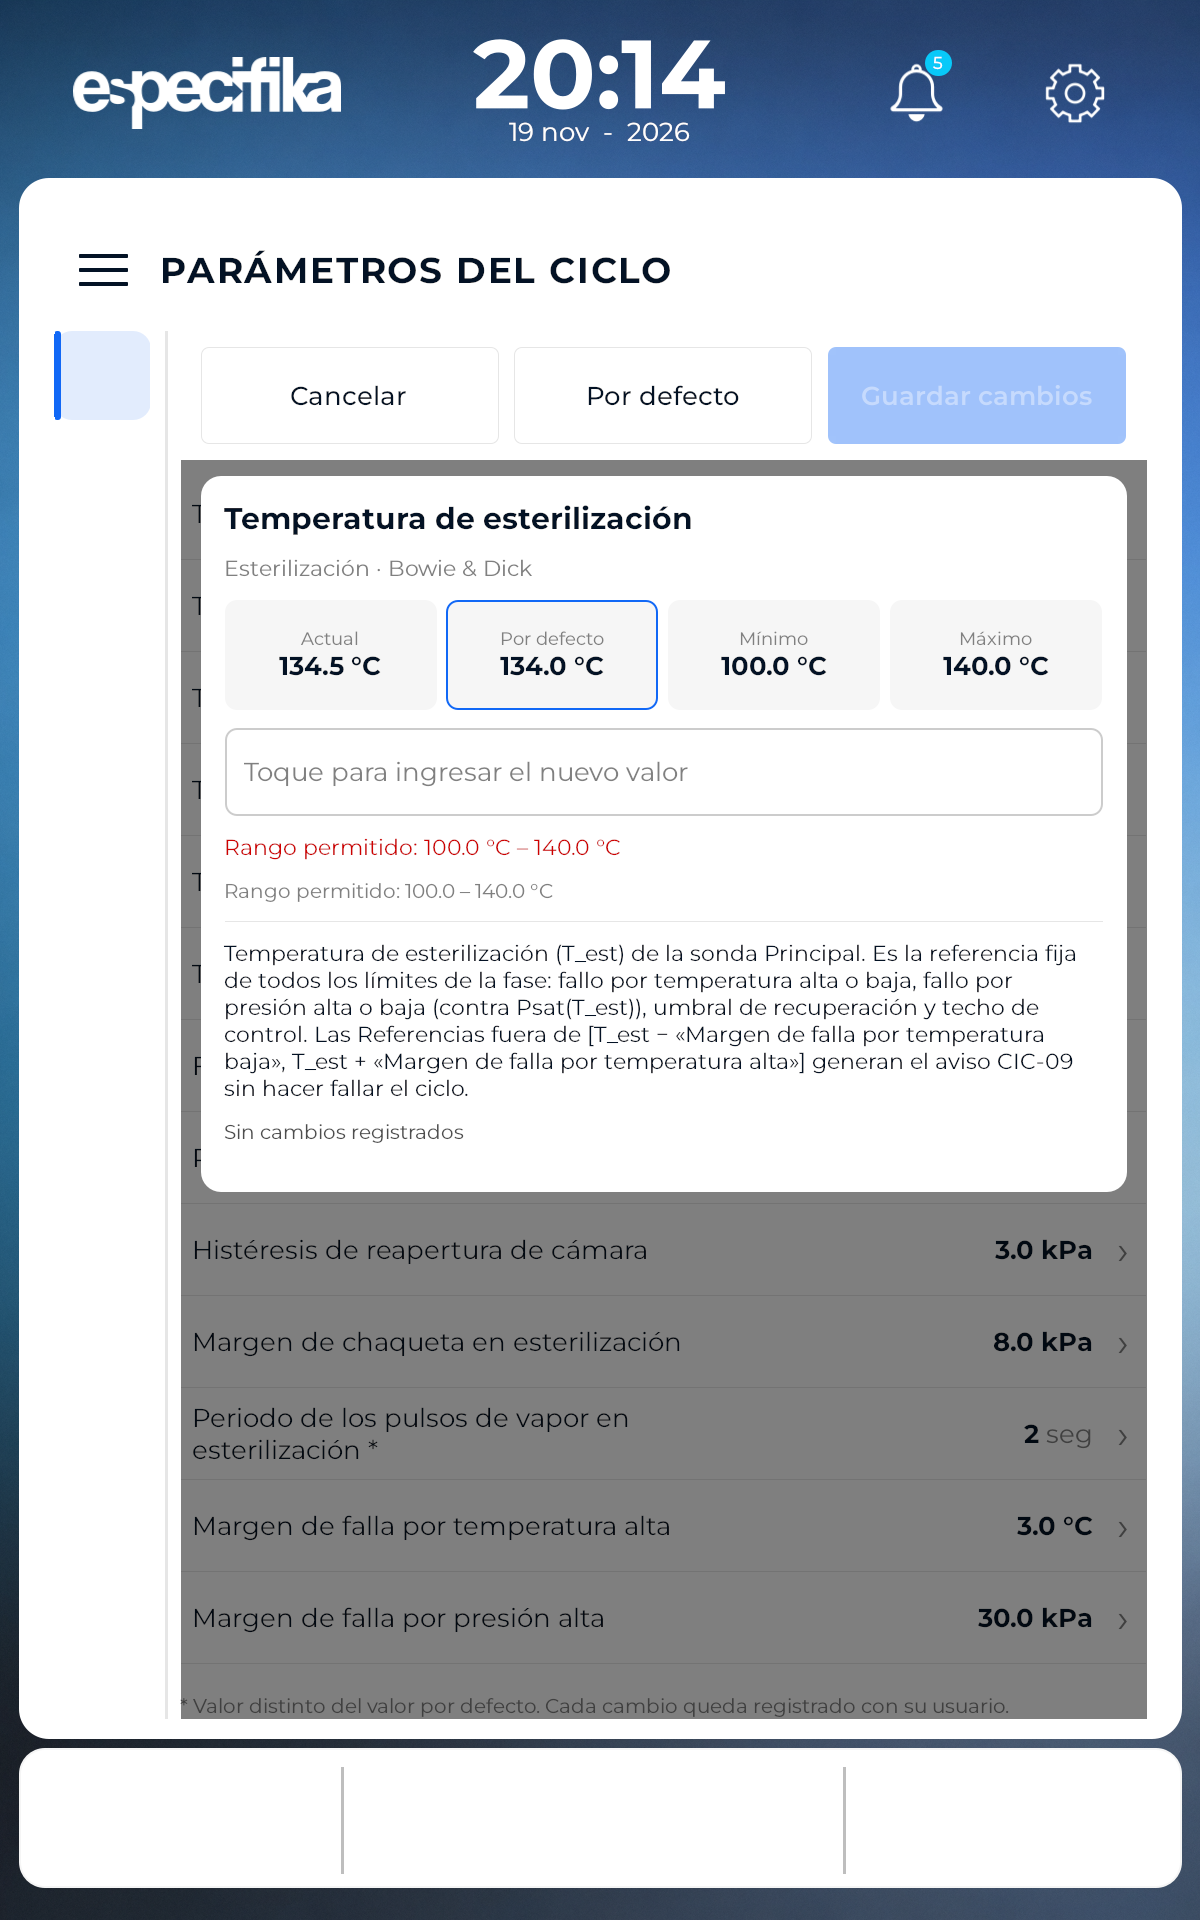 especifika
20:14
5
19 nov - 2026
PARÁMETROS DEL CICLO
Cancelar
Por defecto
Guardar cambios
Temperatura de esterilización
Esterilización · Bowie & Dick
Actual
134.5 °C
Por defecto
134.0 °C
Mínimo
100.0 °C
Máximo
140.0 °C
Toque para ingresar el nuevo valor
Rango permitido: 100.0 °C – 140.0 °C
Rango permitido: 100.0 – 140.0 °C
Temperatura de esterilización (T_est) de la sonda Principal. Es la referencia fija
de todos los límites de la fase: fallo por temperatura alta o baja, fallo por
presión alta o baja (contra Psat(T_est)), umbral de recuperación y techo de
control. Las Referencias fuera de [T_est − «Margen de falla por temperatura
baja», T_est + «Margen de falla por temperatura alta»] generan el aviso CIC-09
sin hacer fallar el ciclo.
Sin cambios registrados
Histéresis de reapertura de cámara
3.0 kPa
Margen de chaqueta en esterilización
8.0 kPa
Periodo de los pulsos de vapor en
esterilización *
2 seg
Margen de falla por temperatura alta
3.0 °C
Margen de falla por presión alta
30.0 kPa
* Valor distinto del valor por defecto. Cada cambio queda registrado con su usuario.